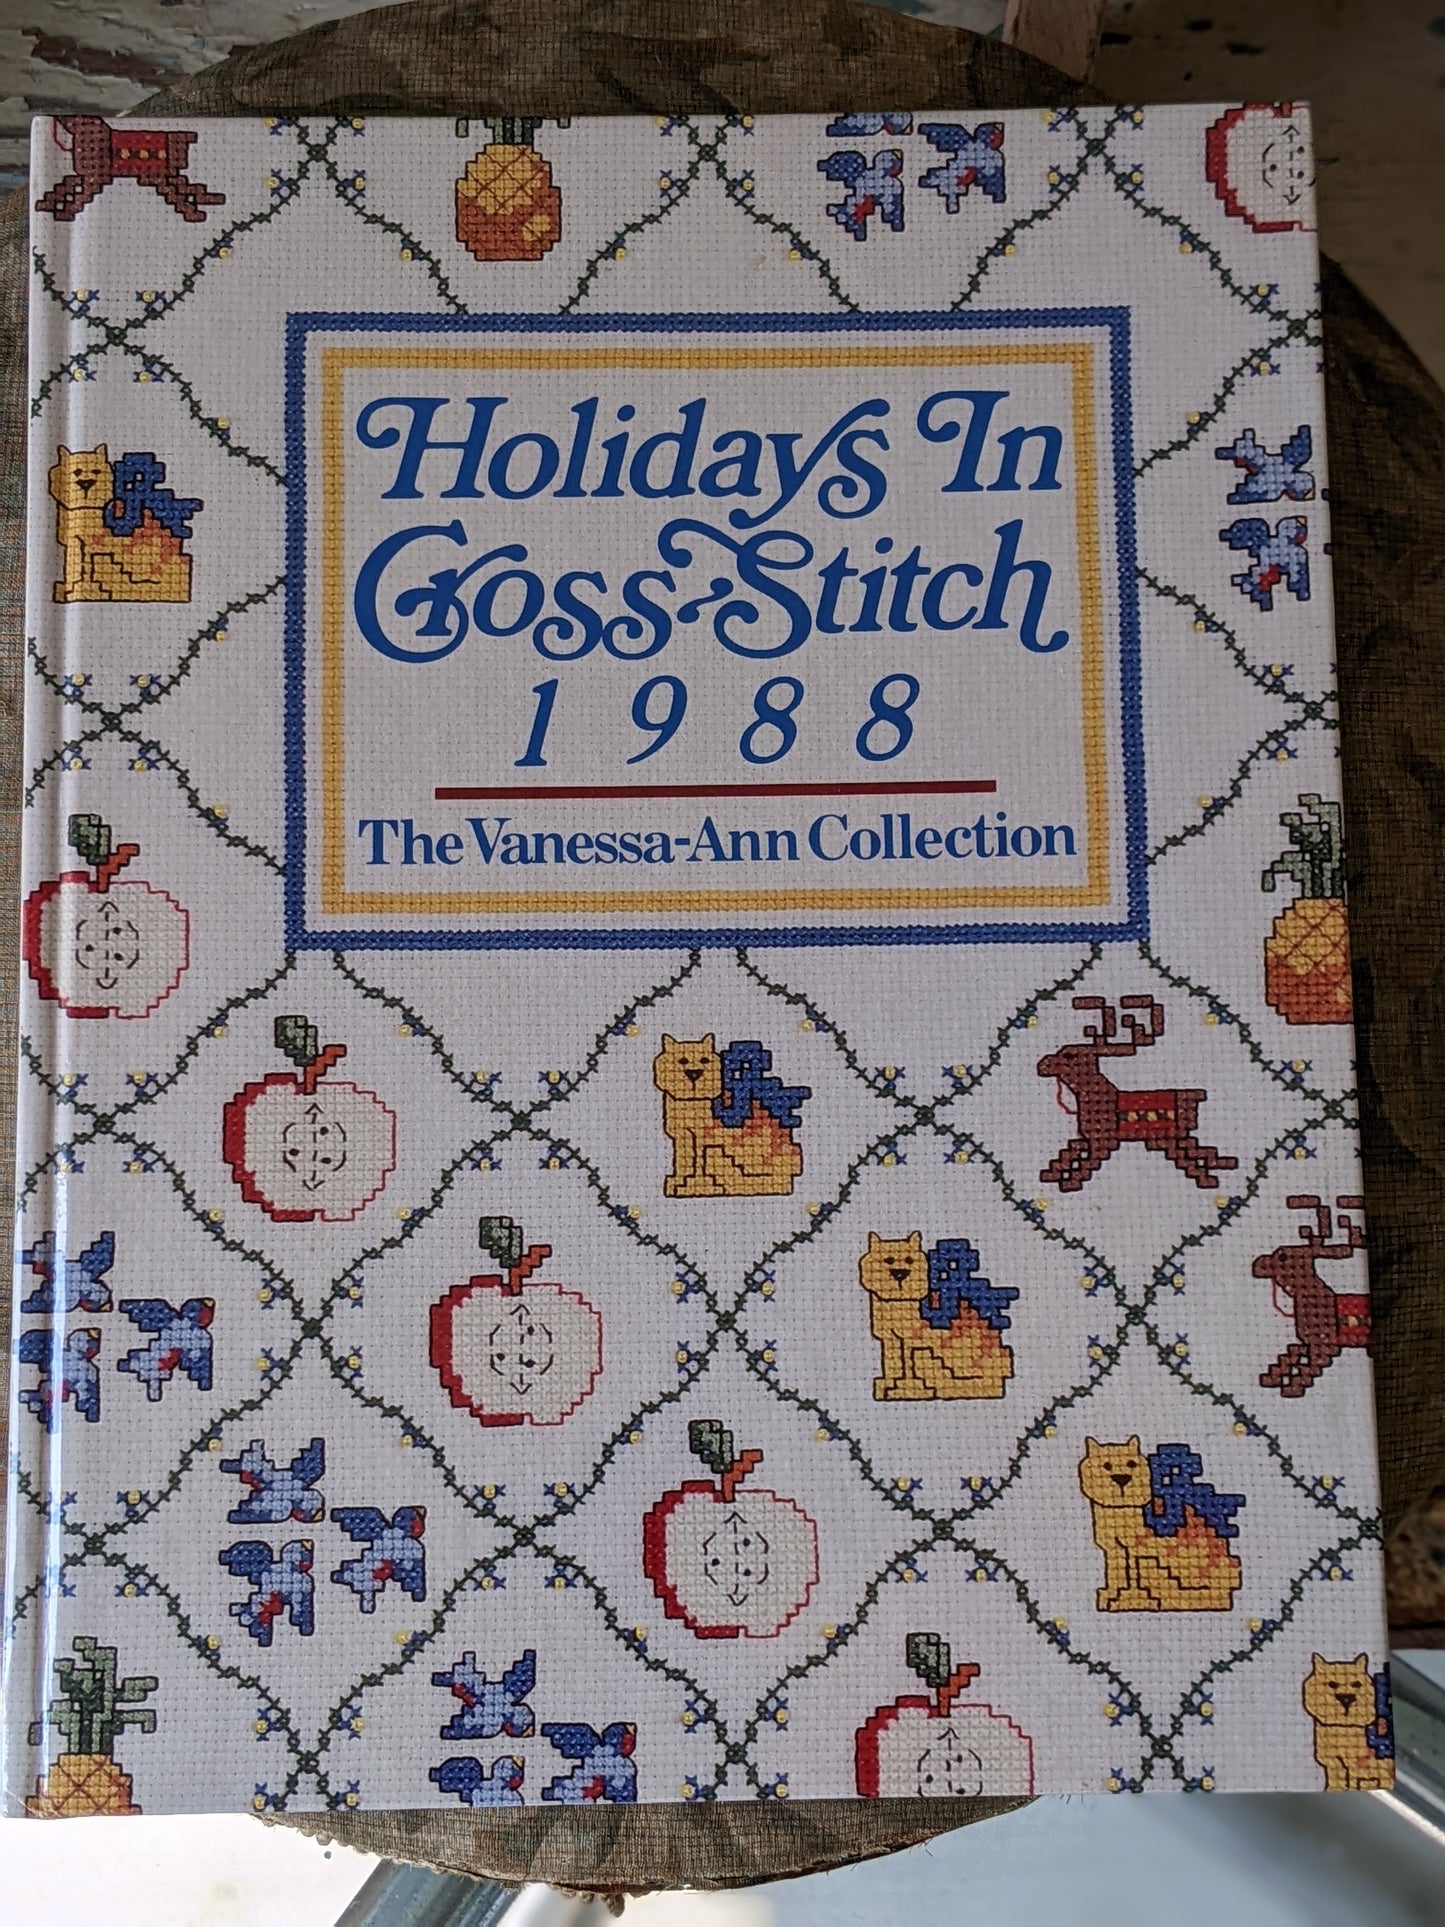 Holidays In
Cross-Stitch
1988
The Vanessa-Ann Collection